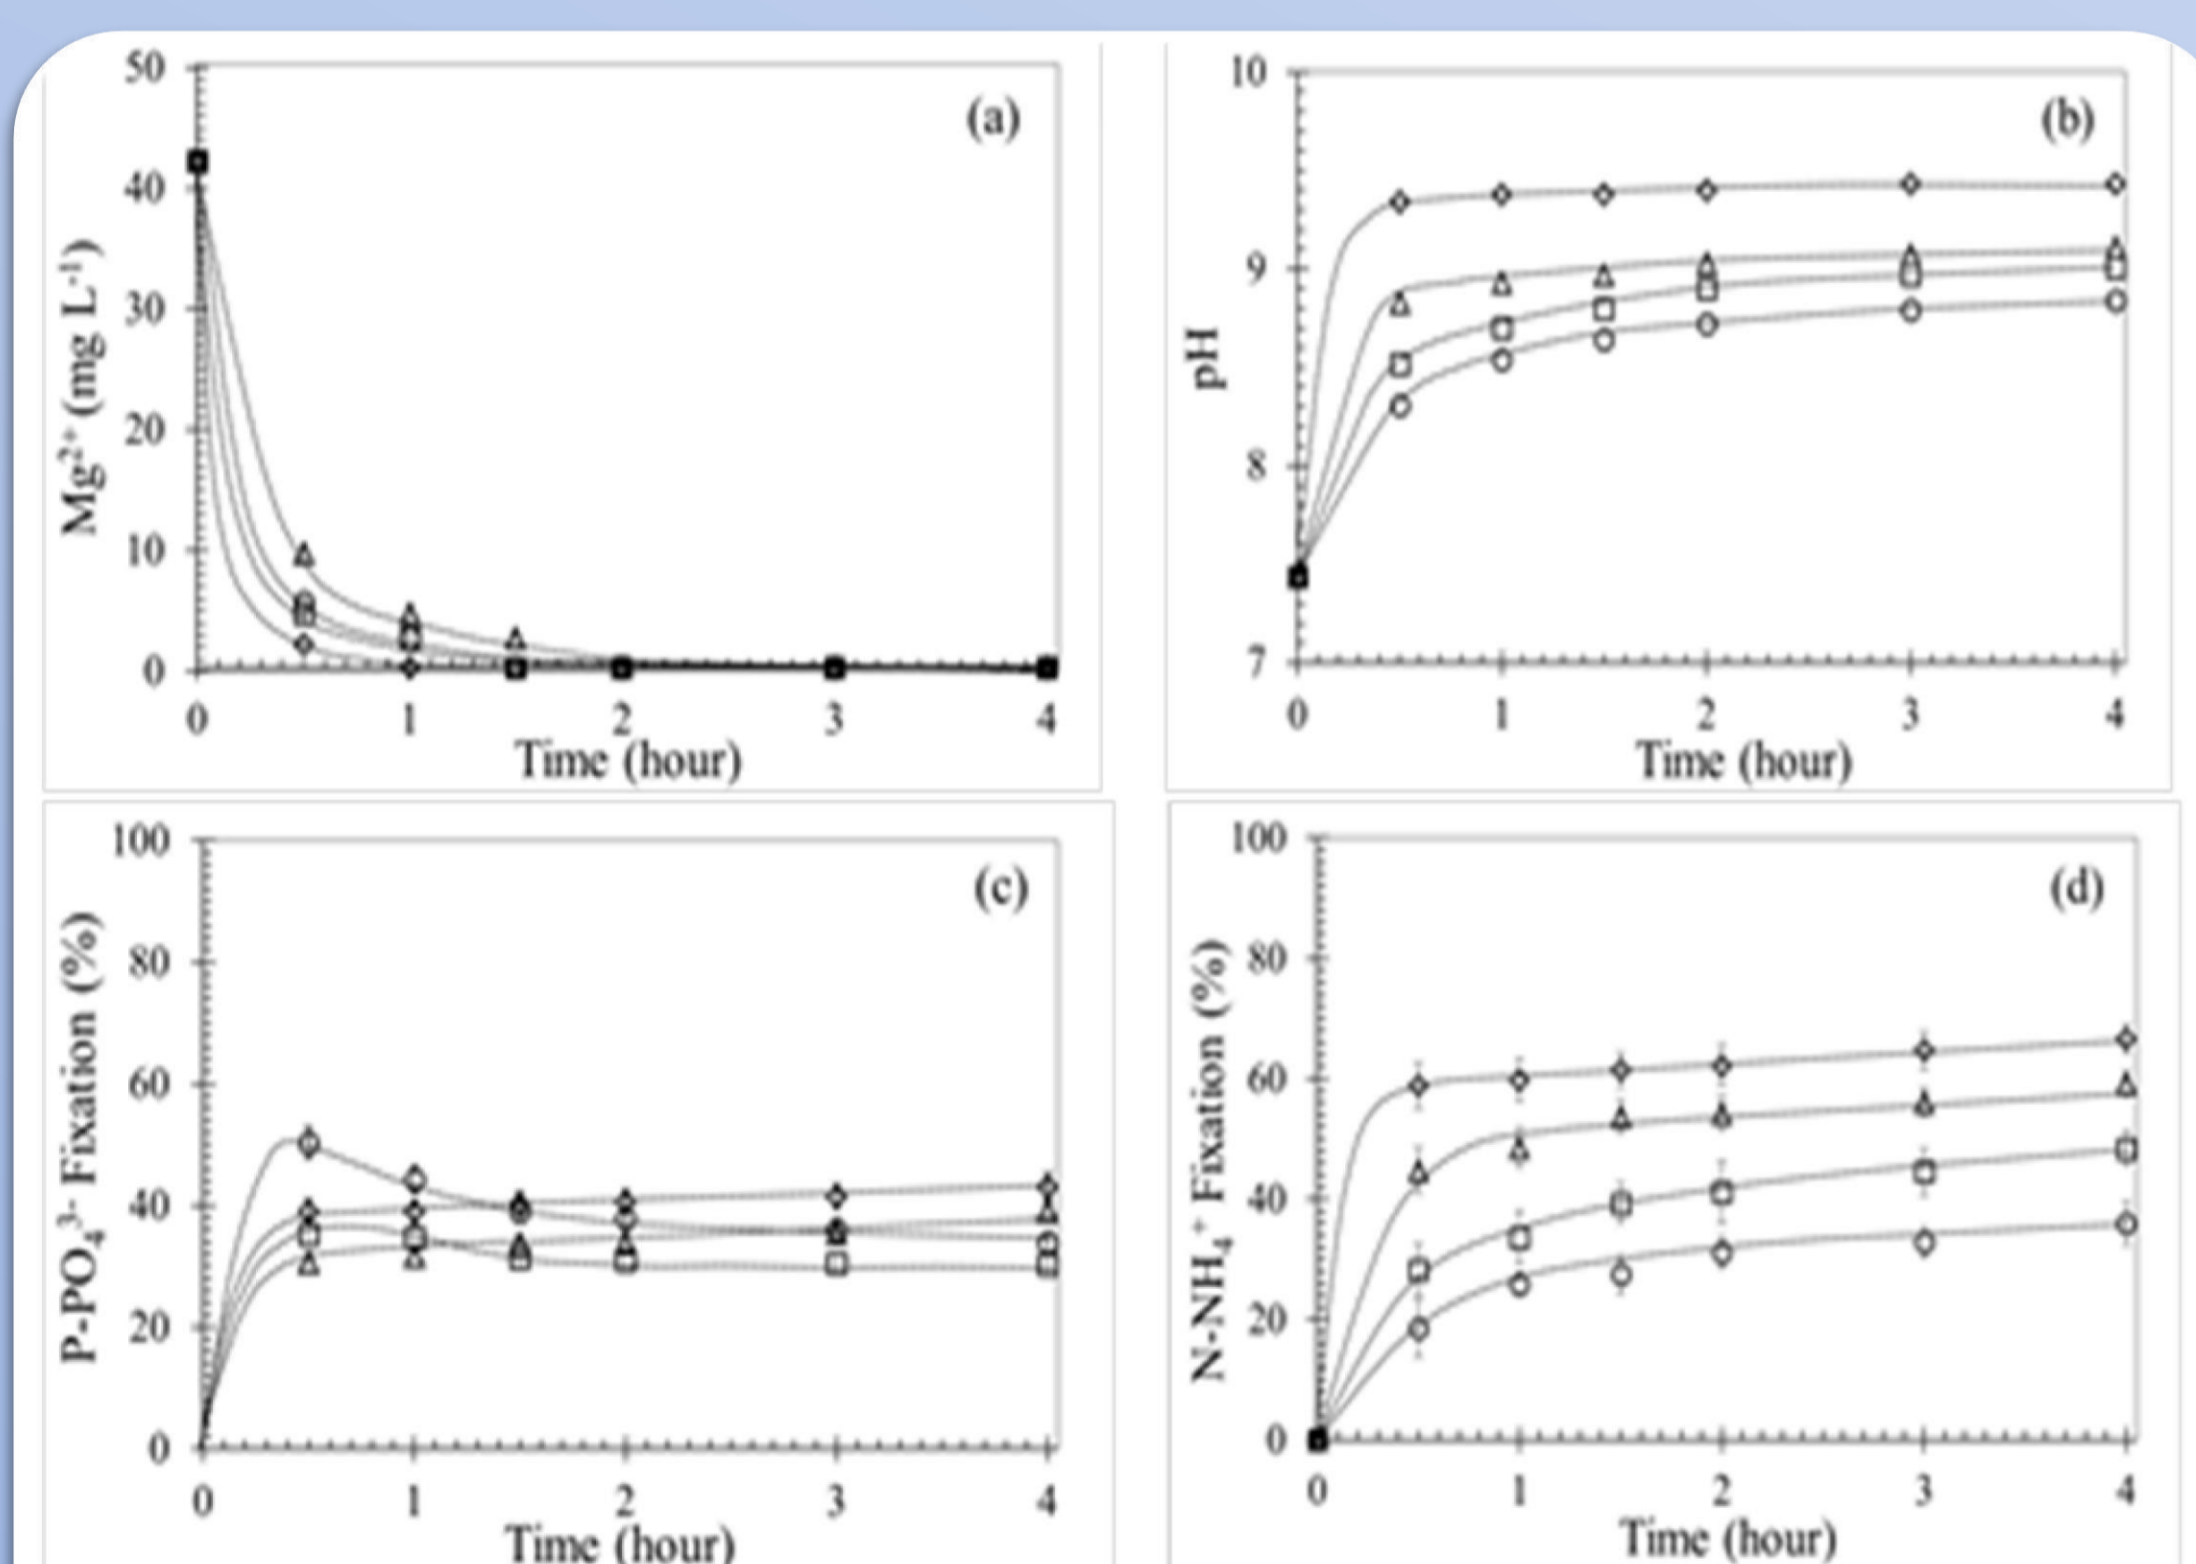 50
40
30
20
10
0
Mg²⁺ (mg L⁻¹)
(a)
0 1 2 3 4
Time (hour)
10
9
8
7
pH
(b)
0 1 2 3 4
Time (hour)
100
80
60
40
20
0
P-PO₄³⁻ Fixation (%)
(c)
0 1 2 3 4
Time (hour)
100
80
60
40
20
0
N-NH₄⁺ Fixation (%)
(d)
0 1 2 3 4
Time (hour)